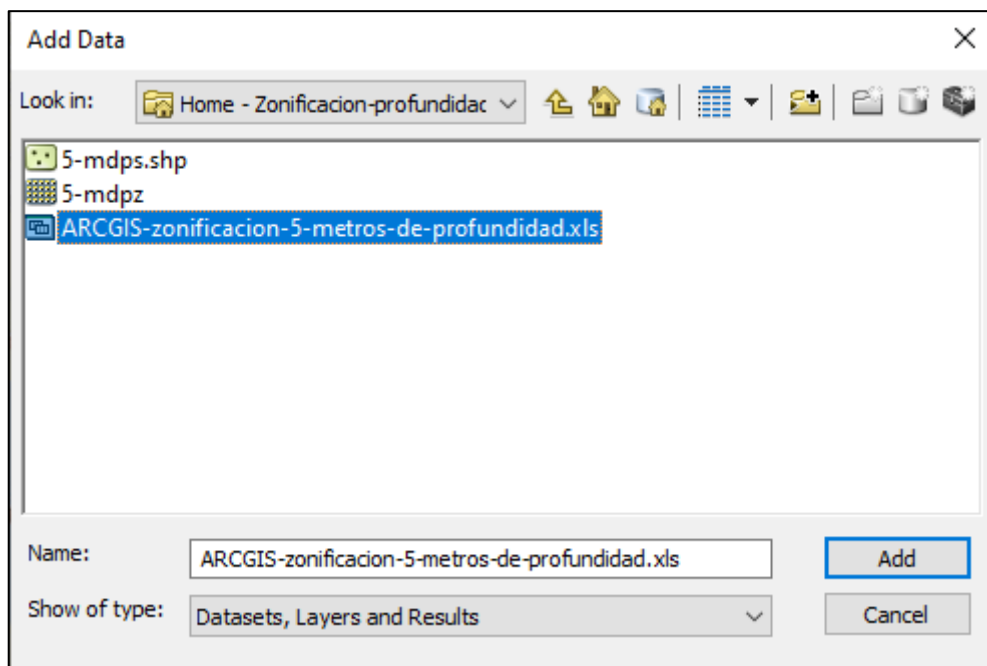 Add Data
Look in: Home - Zonificacion-profundidac
5-mdps.shp
5-mdpz
ARCGIS-zonificacion-5-metros-de-profundidad.xls
Name: ARCGIS-zonificacion-5-metros-de-profundidad.xls Add
Show of type: Datasets, Layers and Results Cancel